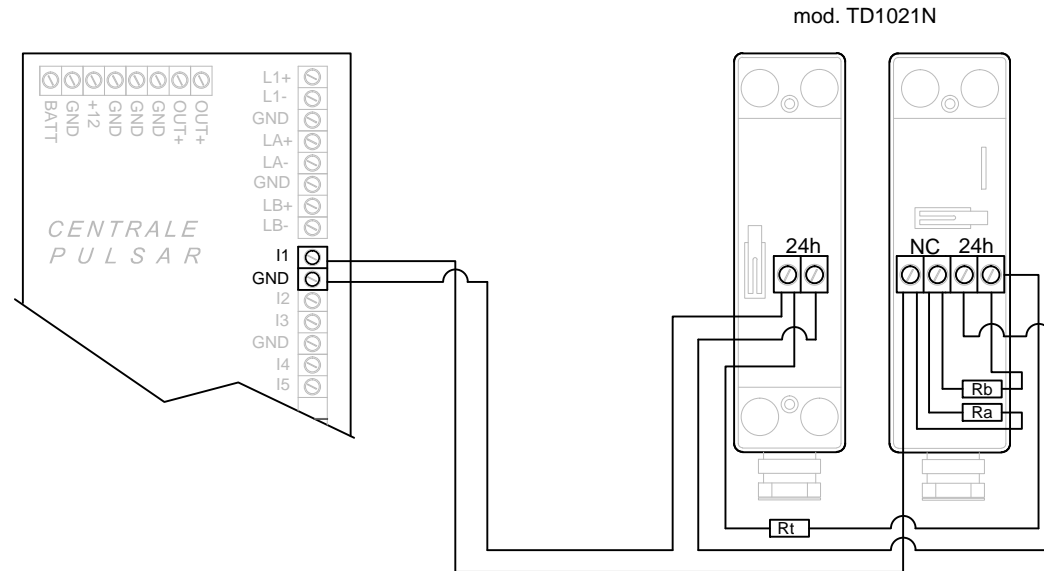 mod. TD1021N
BATT
GND
+12
GND
GND
GND
OUT+
OUT+
L1+
L1-
GND
LA+
LA-
GND
LB+
LB-
CENTRALE
PULSAR
I1
GND
I2
I3
GND
I4
I5
24h
NC 24h
Rb
Ra
Rt